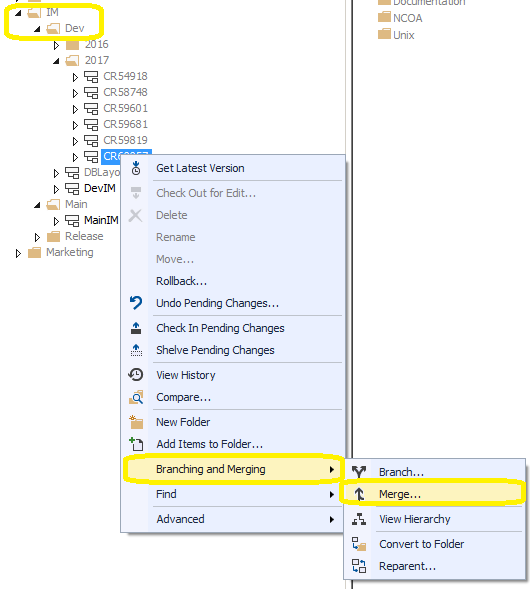 IM
Dev
2016
2017
CR54918
CR58748
CR59601
CR59681
CR59819
DBLayo
DevIM
Main
MainIM
Release
Marketing
Documentation
NCOA
Unix
Get Latest Version
Check Out for Edit...
Delete
Rename
Move...
Rollback...
Undo Pending Changes...
Check In Pending Changes
Shelve Pending Changes
View History
Compare...
New Folder
Add Items to Folder...
Branching and Merging
Find
Advanced
Branch...
Merge...
View Hierarchy
Convert to Folder
Reparent...